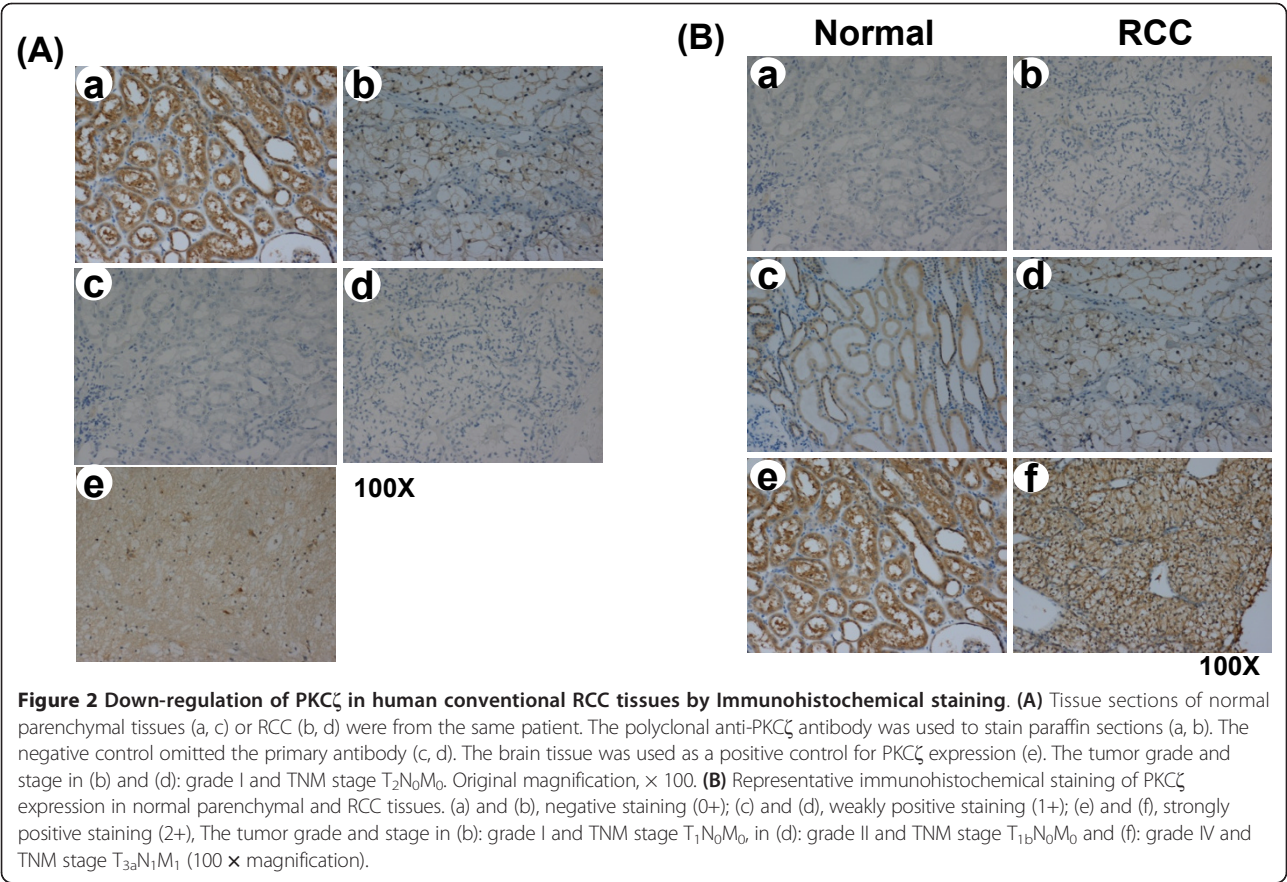 (A)
a
b
c
d
e
100X
(B)
Normal
RCC
a
b
c
d
e
f
100X
Figure 2 Down-regulation of PKCζ in human conventional RCC tissues by Immunohistochemical staining. (A) Tissue sections of normal
parenchymal tissues (a, c) or RCC (b, d) were from the same patient. The polyclonal anti-PKCζ antibody was used to stain paraffin sections (a, b). The
negative control omitted the primary antibody (c, d). The brain tissue was used as a positive control for PKCζ expression (e). The tumor grade and
stage in (b) and (d): grade I and TNM stage T₂N₀M₀. Original magnification, × 100. (B) Representative immunohistochemical staining of PKCζ
expression in normal parenchymal and RCC tissues. (a) and (b), negative staining (0+); (c) and (d), weakly positive staining (1+); (e) and (f), strongly
positive staining (2+), The tumor grade and stage in (b): grade I and TNM stage T₁N₀M₀, in (d): grade II and TNM stage T₁bN₀M₀ and (f): grade IV and
TNM stage T₃ₐN₁M₁ (100 × magnification).